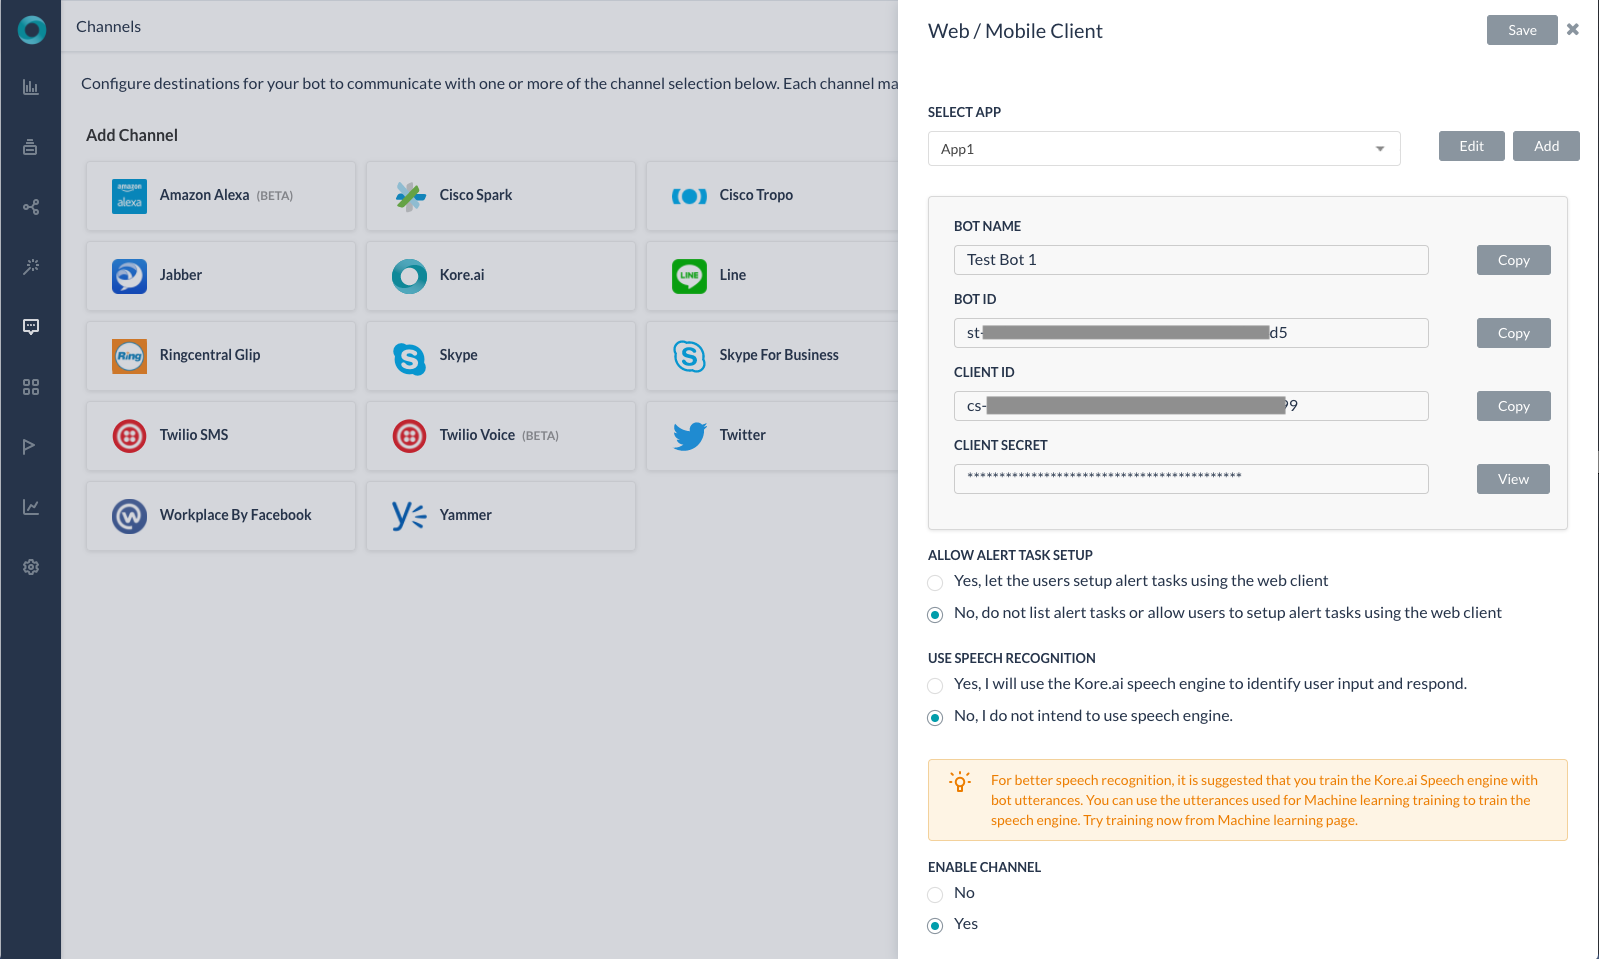 Channels
Configure destinations for your bot to communicate with one or more of the channel selection below. Each channel ma
Add Channel
amazon alexa
Amazon Alexa (BETA)
Cisco Spark
Cisco Tropo
Jabber
Kore.ai
LINE
Line
Ring
Ringcentral Glip
Skype
Skype For Business
Twilio SMS
Twilio Voice (BETA)
Twitter
Workplace By Facebook
Yammer
Web / Mobile Client
Save
SELECT APP
App1
Edit
Add
BOT NAME
Test Bot 1
Copy
BOT ID
st- d5
Copy
CLIENT ID
cs- 99
Copy
CLIENT SECRET
*******************************************
View
ALLOW ALERT TASK SETUP
Yes, let the users setup alert tasks using the web client
No, do not list alert tasks or allow users to setup alert tasks using the web client
USE SPEECH RECOGNITION
Yes, I will use the Kore.ai speech engine to identify user input and respond.
No, I do not intend to use speech engine.
For better speech recognition, it is suggested that you train the Kore.ai Speech engine with
bot utterances. You can use the utterances used for Machine learning training to train the
speech engine. Try training now from Machine learning page.
ENABLE CHANNEL
No
Yes